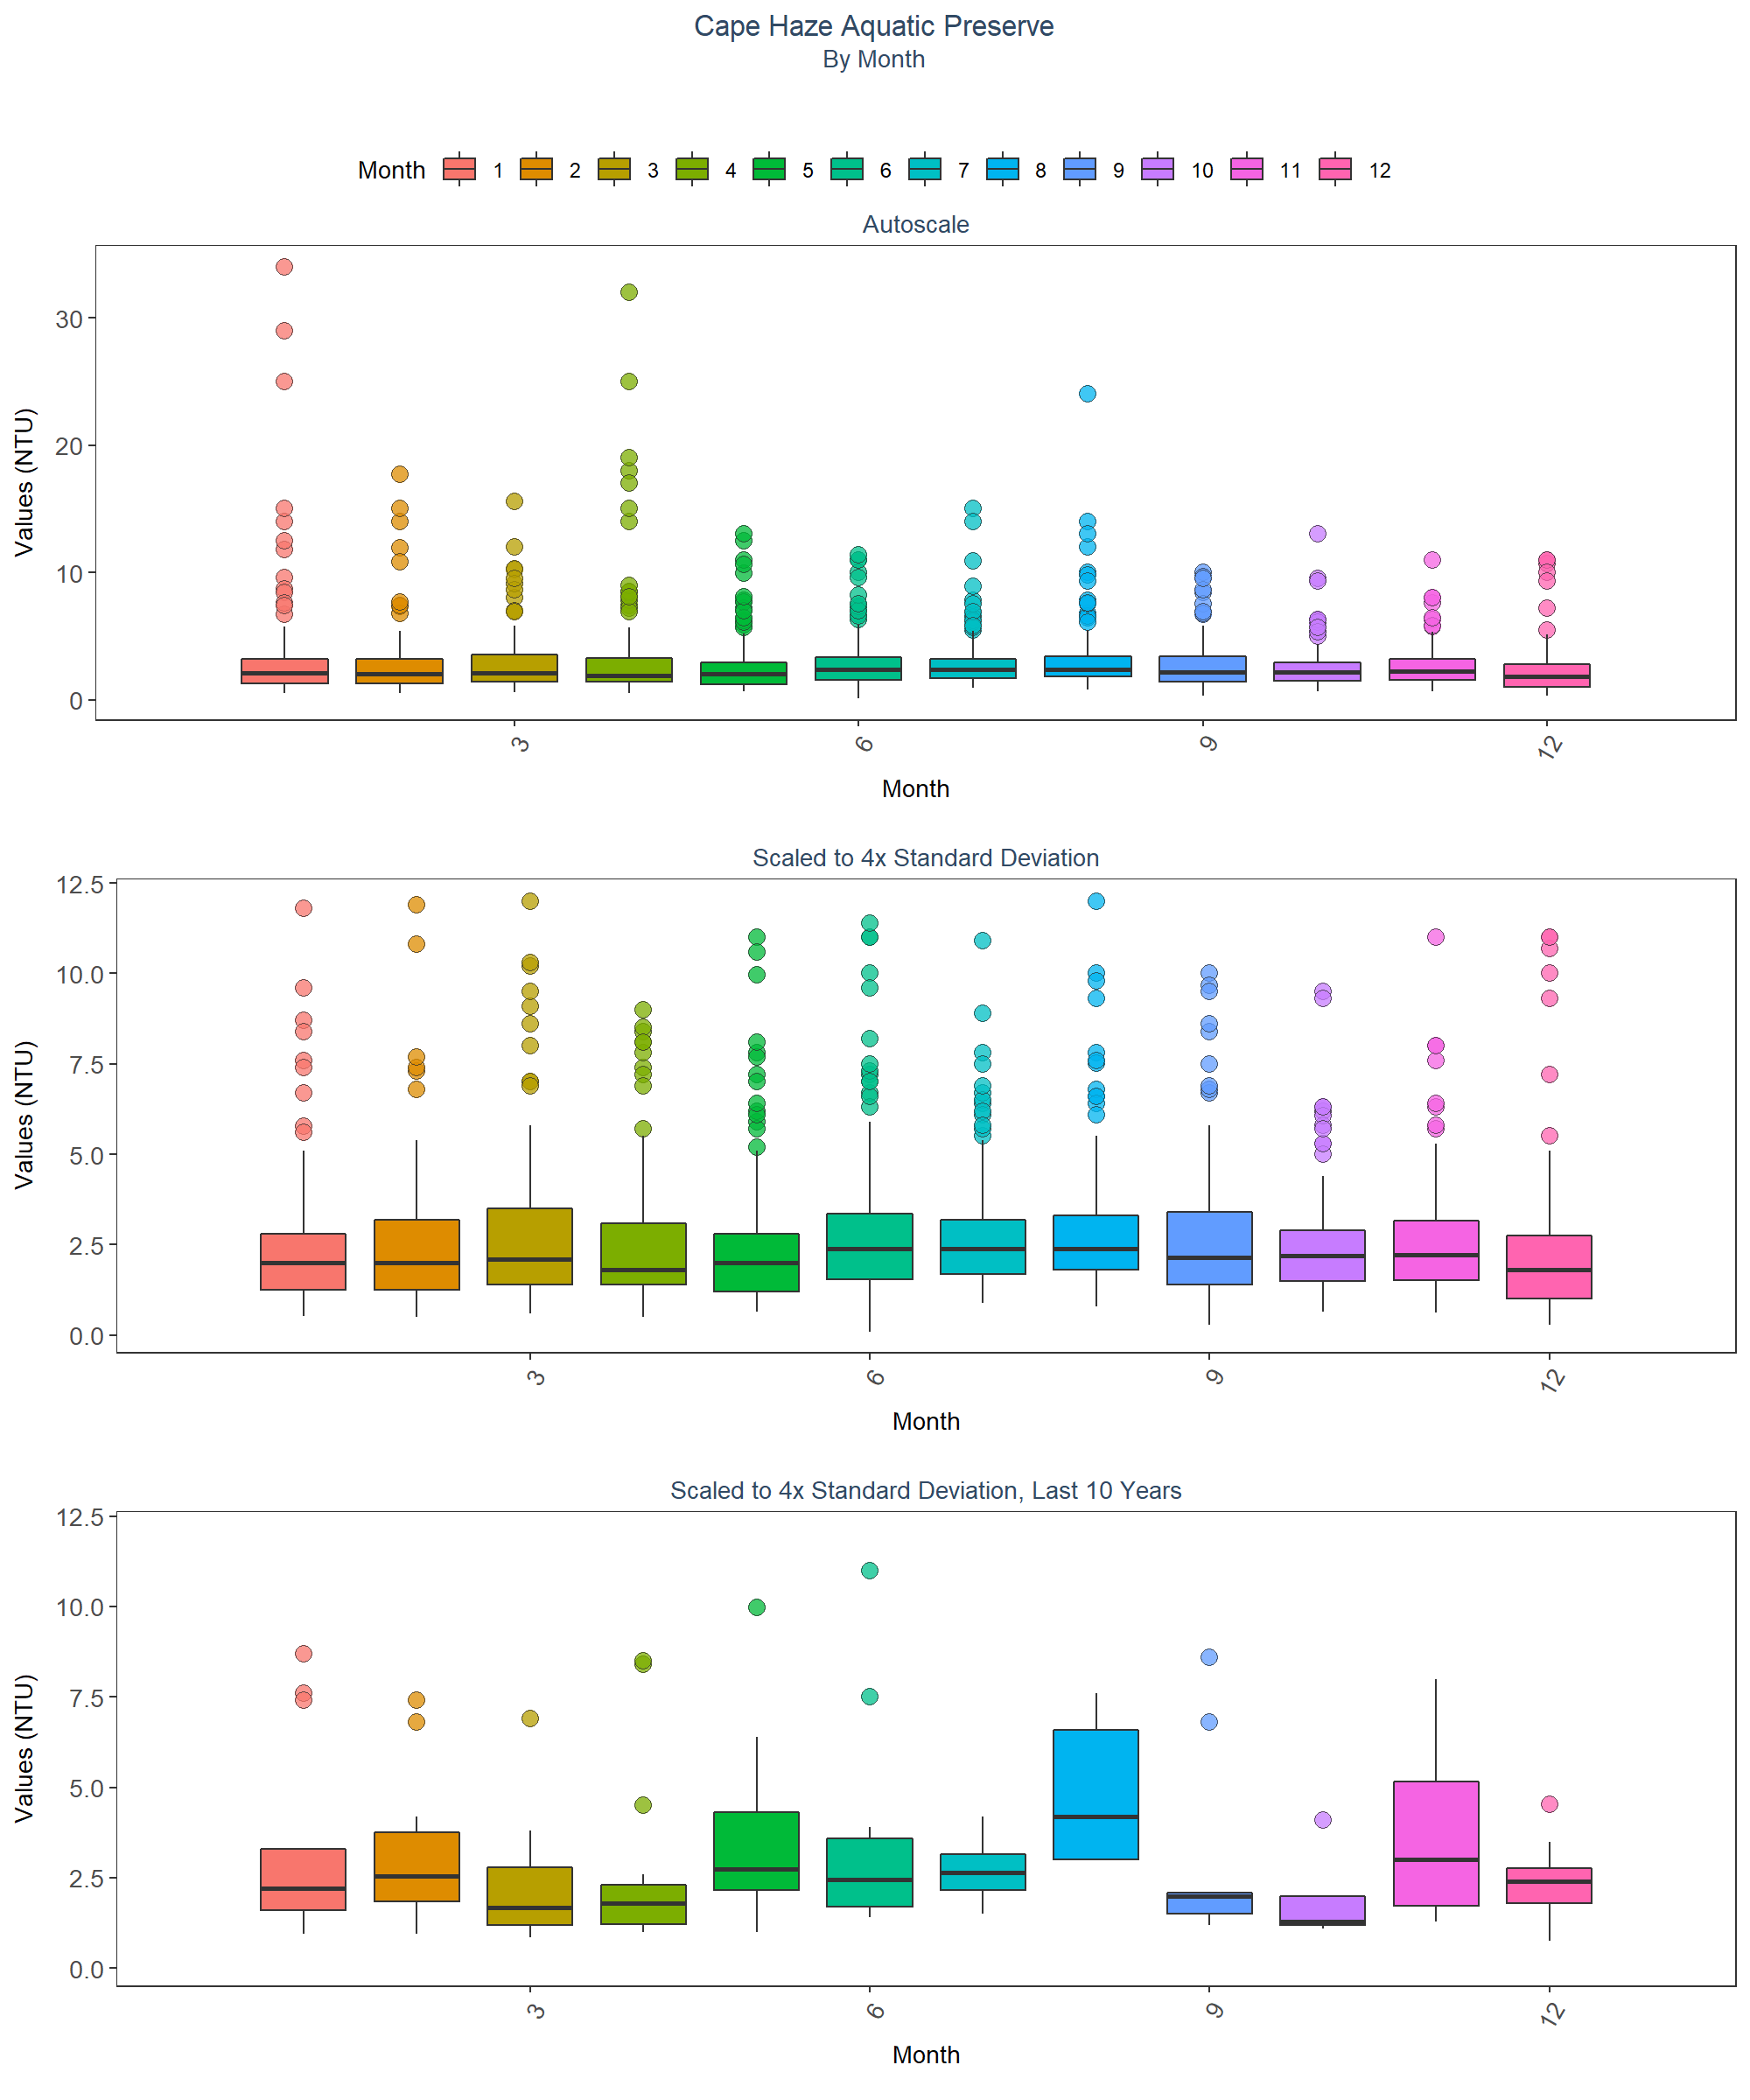 Cape Haze Aquatic Preserve
By Month
Month 1 2 3 4 5 6 7 8 9 10 11 12
Autoscale
Values (NTU)
30
20
10
0
3 6 9 12
Month
Scaled to 4x Standard Deviation
Values (NTU)
12.5
10.0
7.5
5.0
2.5
0.0
3 6 9 12
Month
Scaled to 4x Standard Deviation, Last 10 Years
Values (NTU)
12.5
10.0
7.5
5.0
2.5
0.0
3 6 9 12
Month